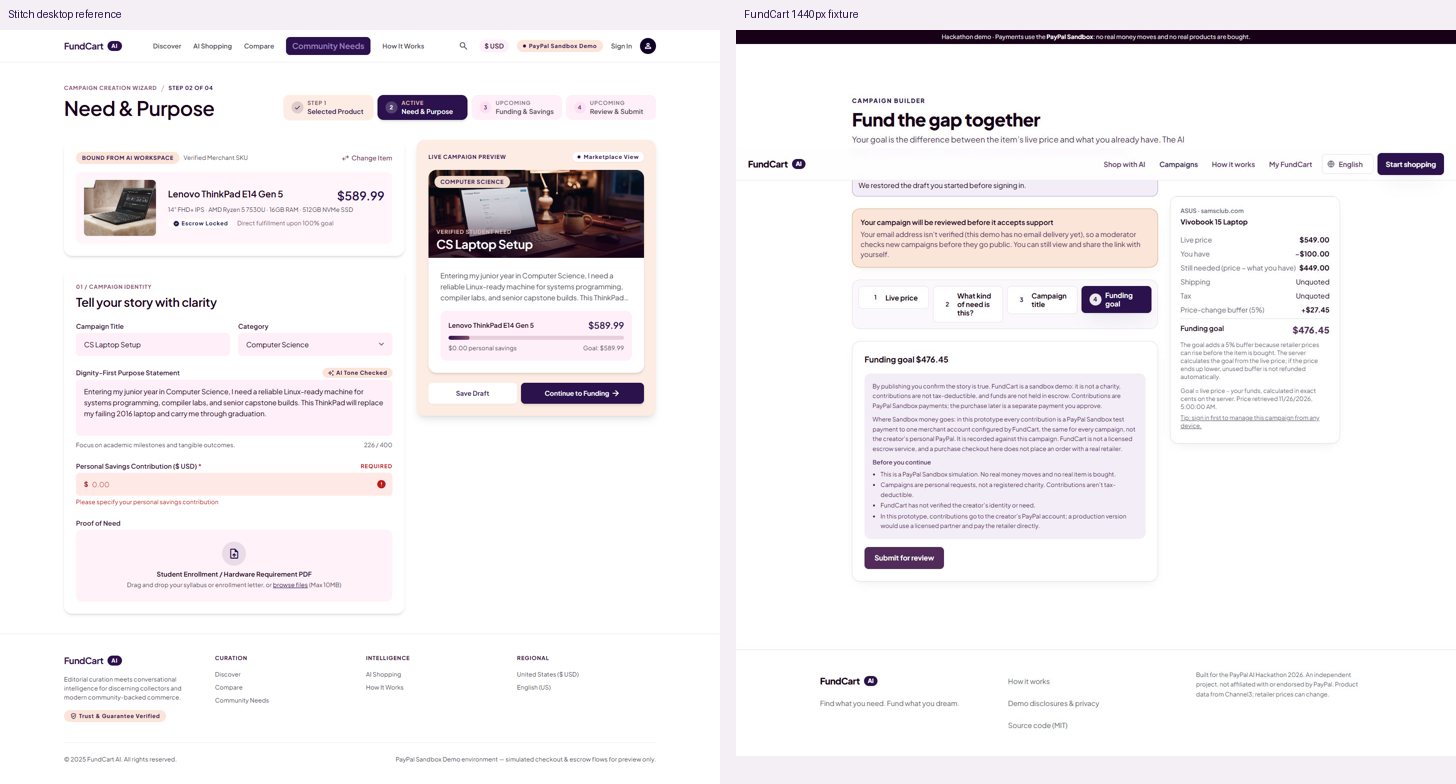 Stitch desktop reference
FundCart AI
Discover
AI Shopping
Compare
Community Needs
How It Works
$ USD
PayPal Sandbox Demo
Sign In
CAMPAIGN CREATION WIZARD / STEP 02 OF 04
Need & Purpose
STEP 1
Selected Product
2
ACTIVE
Need & Purpose
3
UPCOMING
Funding & Savings
4
UPCOMING
Review & Submit
BOUND FROM AI WORKSPACE
Verified Merchant SKU
Change Item
Lenovo ThinkPad E14 Gen 5
$589.99
14" FHD+ IPS · AMD Ryzen 5 7530U · 16GB RAM · 512GB NVMe SSD
Escrow Locked
Direct fulfillment upon 100% goal
01 / CAMPAIGN IDENTITY
Tell your story with clarity
Campaign Title
Category
CS Laptop Setup
Computer Science
Dignity-First Purpose Statement
AI Tone Checked
Entering my junior year in Computer Science, I need a reliable Linux-ready machine for
systems programming, compiler labs, and senior capstone builds. This ThinkPad will replace
my failing 2016 laptop and carry me through graduation.
Focus on academic milestones and tangible outcomes.
226 / 400
Personal Savings Contribution ($ USD) *
REQUIRED
$ 0.00
Please specify your personal savings contribution
Proof of Need
Student Enrollment / Hardware Requirement PDF
Drag and drop your syllabus or enrollment letter, or browse files (Max 10MB)
LIVE CAMPAIGN PREVIEW
Marketplace View
COMPUTER SCIENCE
VERIFIED STUDENT NEED
CS Laptop Setup
Entering my junior year in Computer Science, I need a
reliable Linux-ready machine for systems programming,
compiler labs, and senior capstone builds. This ThinkPad...
Lenovo ThinkPad E14 Gen 5
$589.99
$0.00 personal savings
Goal: $589.99
Save Draft
Continue to Funding
FundCart AI
Editorial curation meets conversational
intelligence for discerning collectors and
modern community-backed commerce.
Trust & Guarantee Verified
CURATION
Discover
Compare
Community Needs
INTELLIGENCE
AI Shopping
How It Works
REGIONAL
United States ($ USD)
English (US)
© 2025 FundCart AI. All rights reserved.
PayPal Sandbox Demo environment — simulated checkout & escrow flows for preview only.
FundCart 1440px fixture
Hackathon demo · Payments use the PayPal Sandbox: no real money moves and no real products are bought.
CAMPAIGN BUILDER
Fund the gap together
Your goal is the difference between the item's live price and what you already have. The AI
FundCart AI
Shop with AI
Campaigns
How it works
My FundCart
English
Start shopping
We restored the draft you started before signing in.
Your campaign will be reviewed before it accepts support
Your email address isn't verified (this demo has no email delivery yet), so a moderator
checks new campaigns before they go public. You can still view and share the link with
yourself.
1 Live price
2 What kind
of need is
this?
3 Campaign
title
4 Funding
goal
Funding goal $476.45
By publishing you confirm the story is true. FundCart is a sandbox demo: it is not a charity,
contributions are not tax-deductible, and funds are not held in escrow. Contributions are
PayPal Sandbox payments; the purchase later is a separate payment you approve.
Where Sandbox money goes: in this prototype every contribution is a PayPal Sandbox test
payment to one merchant account configured by FundCart, the same for every campaign, not
the creator's personal PayPal. It is recorded against this campaign. FundCart is not a licensed
escrow service, and a purchase checkout here does not place an order with a real retailer.
Before you continue
• This is a PayPal Sandbox simulation. No real money moves and no real item is bought.
• Campaigns are personal requests, not a registered charity. Contributions aren't tax-
deductible.
• FundCart has not verified the creator's identity or need.
• In this prototype, contributions go to the creator's PayPal account; a production version
would use a licensed partner and pay the retailer directly.
Submit for review
ASUS · samsclub.com
Vivobook 15 Laptop
Live price $549.00
You have -$100.00
Still needed (price – what you have) $449.00
Shipping Unquoted
Tax Unquoted
Price-change buffer (5%) +$27.45
Funding goal $476.45
The goal adds a 5% buffer because retailer prices
can rise before the item is bought. The server
calculates the goal from the live price; if the price
ends up lower, unused buffer is not refunded
automatically.
Goal = live price – your funds, calculated in exact
cents on the server. Price retrieved 11/26/2026,
5:00:00 AM.
Tip: sign in first to manage this campaign from any
device.
FundCart AI
Find what you need. Fund what you dream.
How it works
Demo disclosures & privacy
Source code (MIT)
Built for the PayPal AI Hackathon 2026. An independent
project, not affiliated with or endorsed by PayPal. Product
data from Channel3; retailer prices can change.